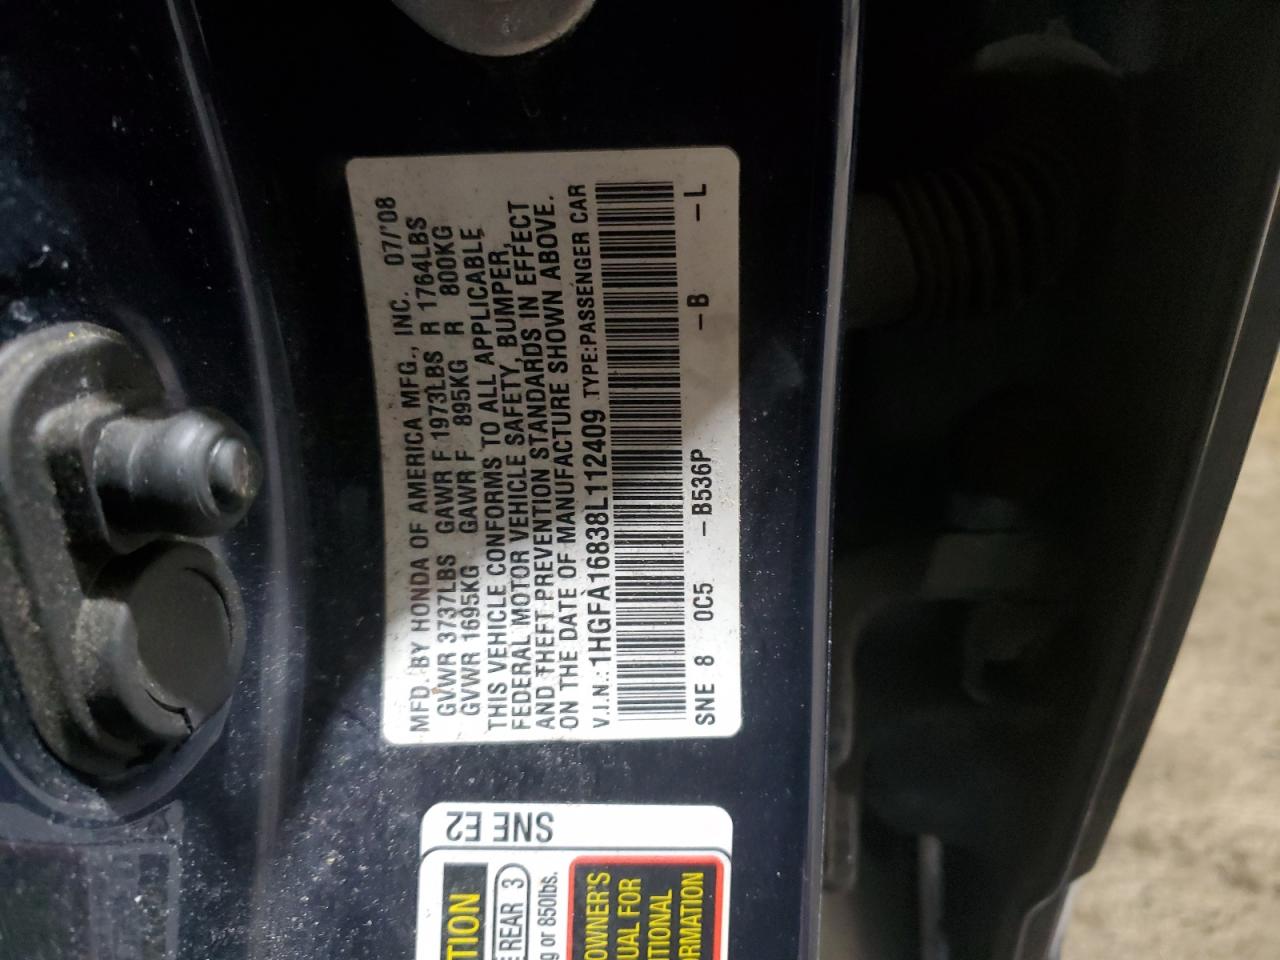 MFD. BY HONDA OF AMERICA MFG., INC. 07/'08
GVWR 3737LBS GAWR F 1973LBS R 1764LBS
GVWR 1695KG GAWR F 895KG R 800KG
THIS VEHICLE CONFORMS TO ALL APPLICABLE
FEDERAL MOTOR VEHICLE SAFETY, BUMPER,
AND THEFT PREVENTION STANDARDS IN EFFECT
ON THE DATE OF MANUFACTURE SHOWN ABOVE.
V.I.N.: 1HGFA16838L112409 TYPE:PASSENGER CAR
SNE 8 0C5 -B536P -B -L
SNE E2
TION
REAR 3
g or 850lbs.
OWNER'S
UAL FOR
ITIONAL
ORMATION